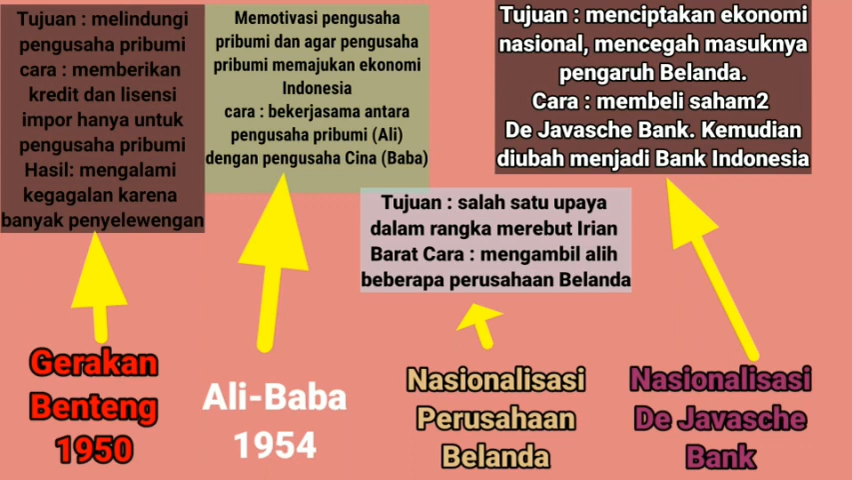 Tujuan : melindungi
pengusaha pribumi
cara : memberikan
kredit dan lisensi
impor hanya untuk
pengusaha pribumi
Hasil: mengalami
kegagalan karena
banyak penyelewengan
Memotivasi pengusaha
pribumi dan agar pengusaha
pribumi memajukan ekonomi
Indonesia
cara : bekerjasama antara
pengusaha pribumi (Ali)
dengan pengusaha Cina (Baba)
Tujuan : menciptakan ekonomi
nasional, mencegah masuknya
pengaruh Belanda.
Cara : membeli saham2
De Javasche Bank. Kemudian
diubah menjadi Bank Indonesia
Tujuan : salah satu upaya
dalam rangka merebut Irian
Barat Cara : mengambil alih
beberapa perusahaan Belanda
Gerakan
Benteng
1950
Ali-Baba
1954
Nasionalisasi
Perusahaan
Belanda
Nasionalisasi
De Javasche
Bank